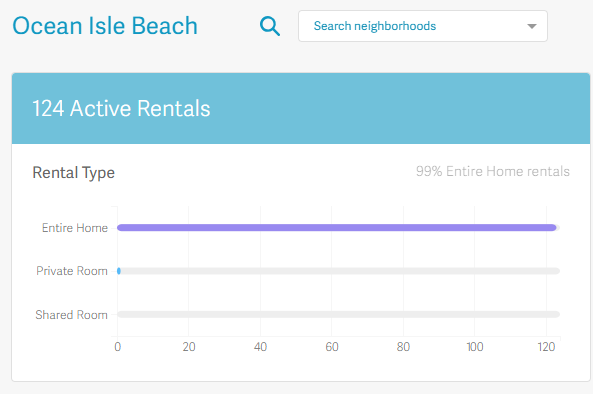 Ocean Isle Beach
Search neighborhoods
124 Active Rentals
Rental Type
99% Entire Home rentals
Entire Home
Private Room
Shared Room
0 20 40 60 80 100 120